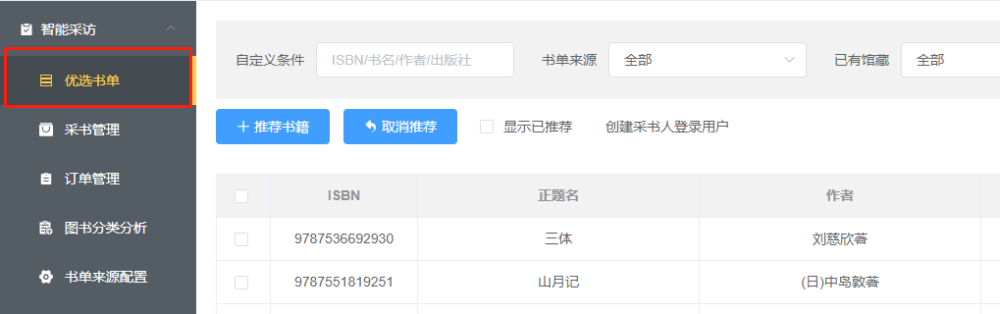 智能采访
优选书单
采书管理
订单管理
图书分类分析
书单来源配置
自定义条件 ISBN/书名/作者/出版社 书单来源 全部 已有馆藏 全部
+ 推荐书籍 取消推荐 显示已推荐 创建采书人登录用户
ISBN 正题名 作者
9787536692930 三体 刘慈欣著
9787551819251 山月记 (日)中岛敦著